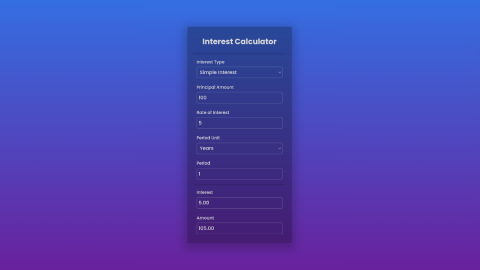 Interest Calculator
Interest Type
Simple Interest
Principal Amount
100
Rate of Interest
5
Period Unit
Years
Period
1
Interest
5.00
Amount
105.00